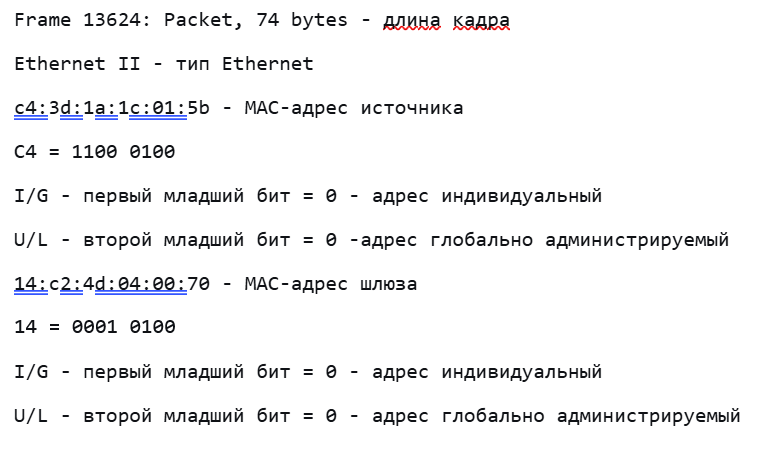 Frame 13624: Packet, 74 bytes - длина кадра
Ethernet II - тип Ethernet
c4:3d:1a:1c:01:5b - MAC-адрес источника
C4 = 1100 0100
I/G - первый младший бит = 0 - адрес индивидуальный
U/L - второй младший бит = 0 -адрес глобально администрируемый
14:c2:4d:04:00:70 - MAC-адрес шлюза
14 = 0001 0100
I/G - первый младший бит = 0 - адрес индивидуальный
U/L - второй младший бит = 0 - адрес глобально администрируемый